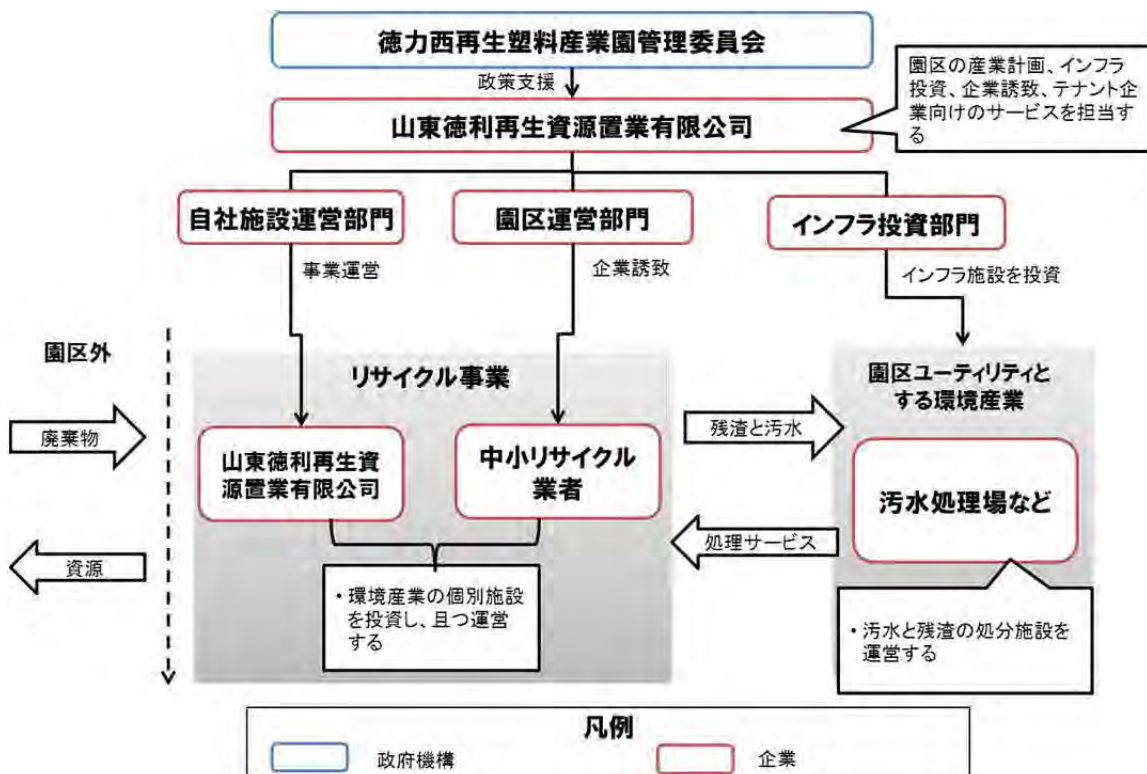 徳力西再生塑料産業園管理委員会
政策支援
園区の産業計画、インフラ
投資、企業誘致、テナント企
業向けのサービスを担当す
る
山東徳利再生資源置業有限公司
自社施設運営部門
園区運営部門
インフラ投資部門
事業運営
企業誘致
インフラ施設を投資
園区外
リサイクル事業
園区ユーティリティと
する環境産業
廃棄物
残渣と汚水
山東徳利再生資
源置業有限公司
中小リサイクル
業者
汚水処理場など
処理サービス
資源
・環境産業の個別施設
を投資し、且つ運営
する
・汚水と残渣の処分施設を
運営する
凡例
政府機構
企業